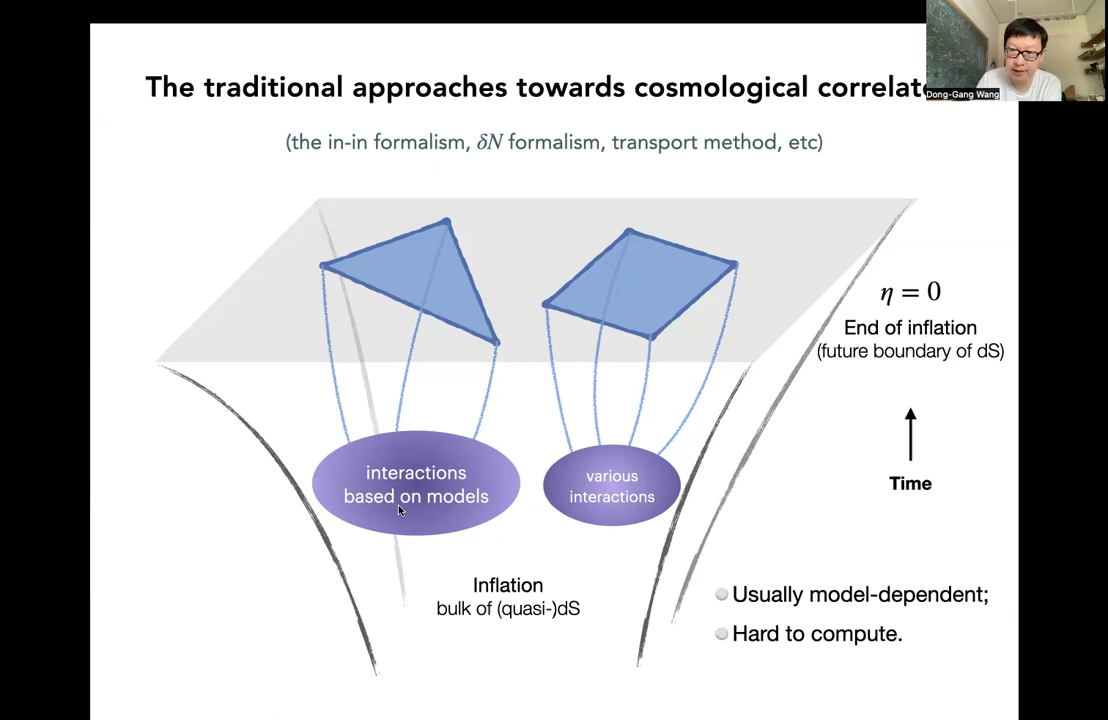 The traditional approaches towards cosmological
(the in-in formalism, δN formalism, transport method, etc)
Dong-Gang Wang
η = 0
End of inflation
(future boundary of dS)
interactions
based on models
various
interactions
Time
Inflation
bulk of (quasi-)dS
Usually model-dependent;
Hard to compute.